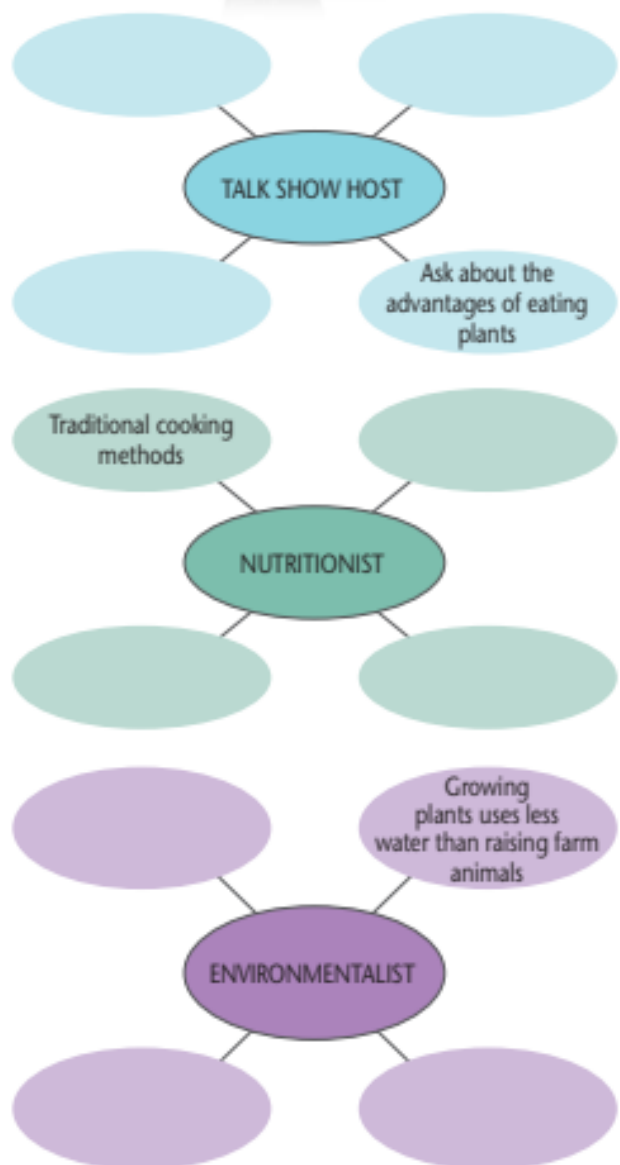 TALK SHOW HOST
Ask about the
advantages of eating
plants
Traditional cooking
methods
NUTRITIONIST
Growing
plants uses less
water than raising farm
animals
ENVIRONMENTALIST